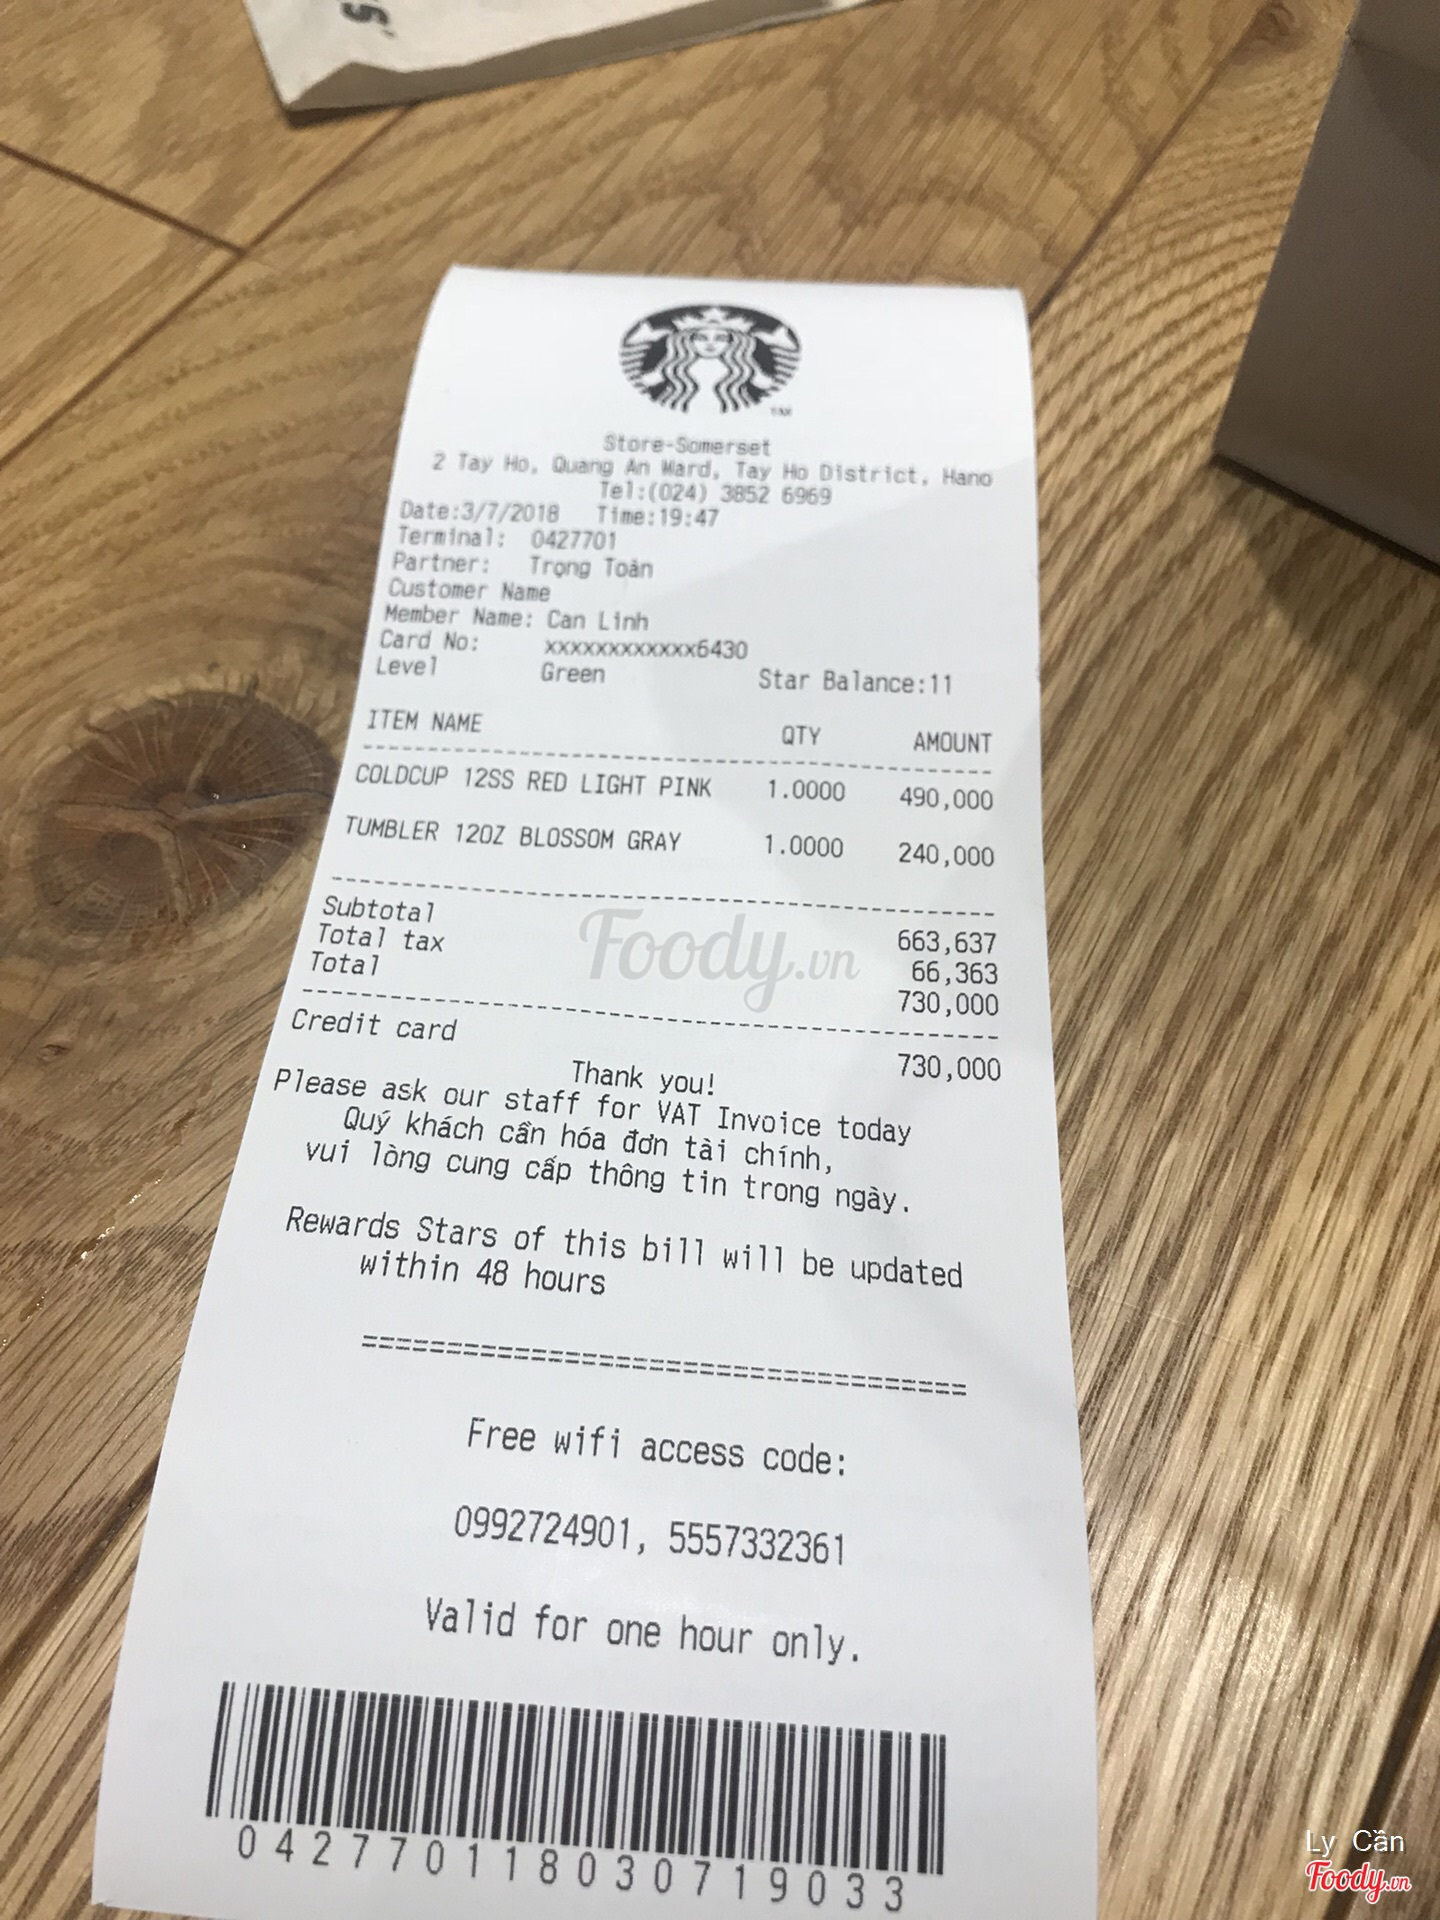 Store-Somerset
2 Tay Ho, Quang An Ward, Tay Ho District, Hano
Tel:(024) 3852 6969
Date:3/7/2018 Time:19:47
Terminal: 0427701
Partner: Trọng Toàn
Customer Name
Member Name: Can Linh
Card No: xxxxxxxxxxxx6430
Level Green Star Balance:11
ITEM NAME QTY AMOUNT
COLDCUP 12SS RED LIGHT PINK 1.0000 490,000
TUMBLER 12OZ BLOSSOM GRAY 1.0000 240,000
Subtotal 663,637
Total tax 66,363
Total 730,000
Credit card 730,000
Thank you!
Please ask our staff for VAT Invoice today
Quý khách cần hóa đơn tài chính,
vui lòng cung cấp thông tin trong ngày.
Rewards Stars of this bill will be updated
within 48 hours
===================================
Free wifi access code:
0992724901, 5557332361
Valid for one hour only.
04277011803071 9033
Foody.vn
Ly Cần
Foody.vn